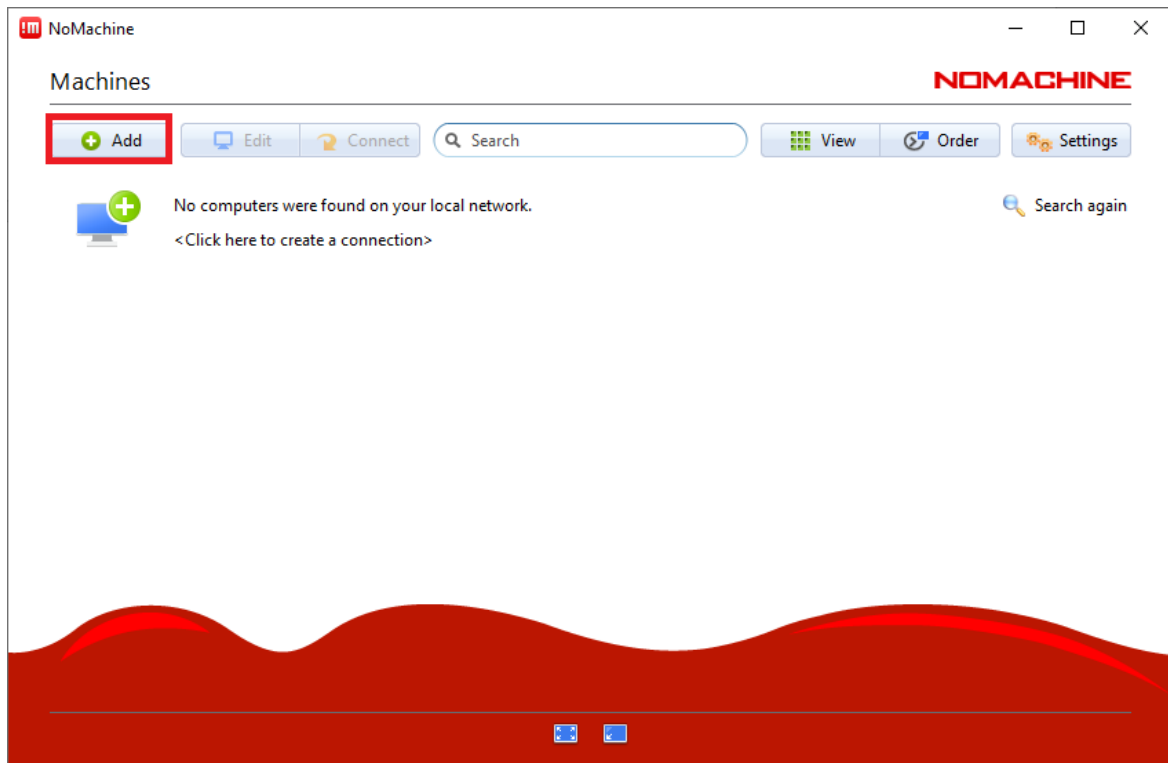 !m NoMachine
Machines
NOMACHINE
Add Edit Connect Search View Order Settings
No computers were found on your local network.
Search again
<Click here to create a connection>